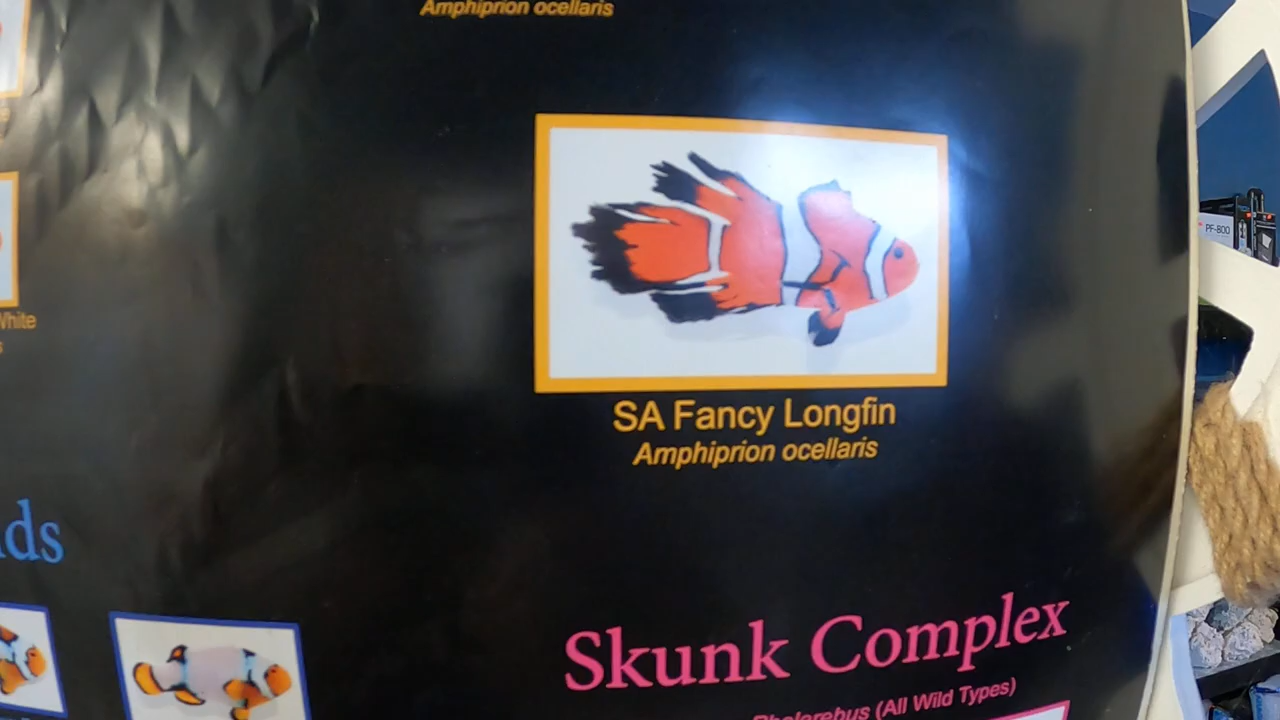 Amphiprion ocellaris
PF-800
White
SA Fancy Longfin
Amphiprion ocellaris
ds
Skunk Complex
(All Wild Types)